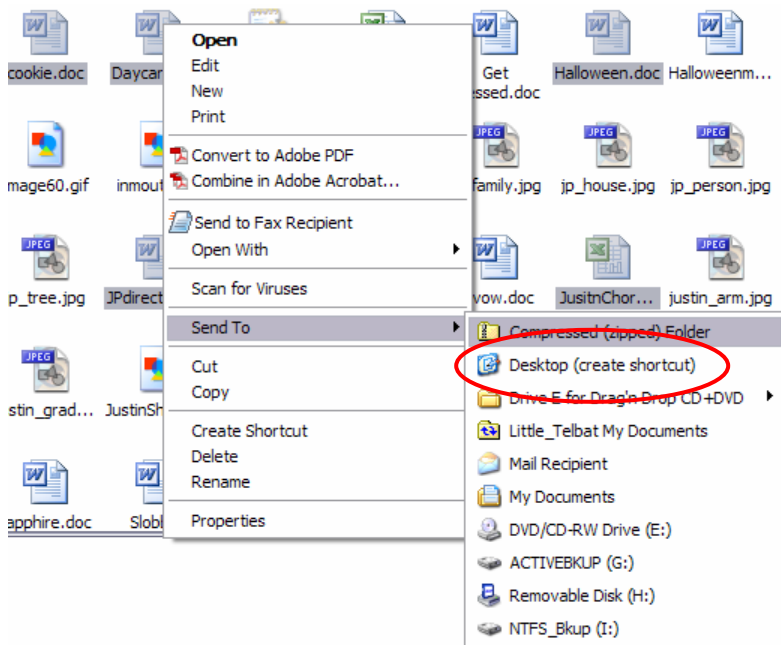 cookie.doc
Daycar
Get
essed.doc
Halloween.doc
Halloweenm...
mage60.gif
inmout
family.jpg
jp_house.jpg
jp_person.jpg
p_tree.jpg
JPdirect
vow.doc
JusitnChor...
justin_arm.jpg
stin_grad...
JustinSh
apphire.doc
Slobl
Open
Edit
New
Print
Convert to Adobe PDF
Combine in Adobe Acrobat...
Send to Fax Recipient
Open With
Scan for Viruses
Send To
Cut
Copy
Create Shortcut
Delete
Rename
Properties
Compressed (zipped) Folder
Desktop (create shortcut)
Drive E for Drag'n Drop CD+DVD
Little_Telbat My Documents
Mail Recipient
My Documents
DVD/CD-RW Drive (E:)
ACTIVEBKUP (G:)
Removable Disk (H:)
NTFS_Bkup (I:)
JPEG
JPEG
JPEG
JPEG
JPEG
JPEG